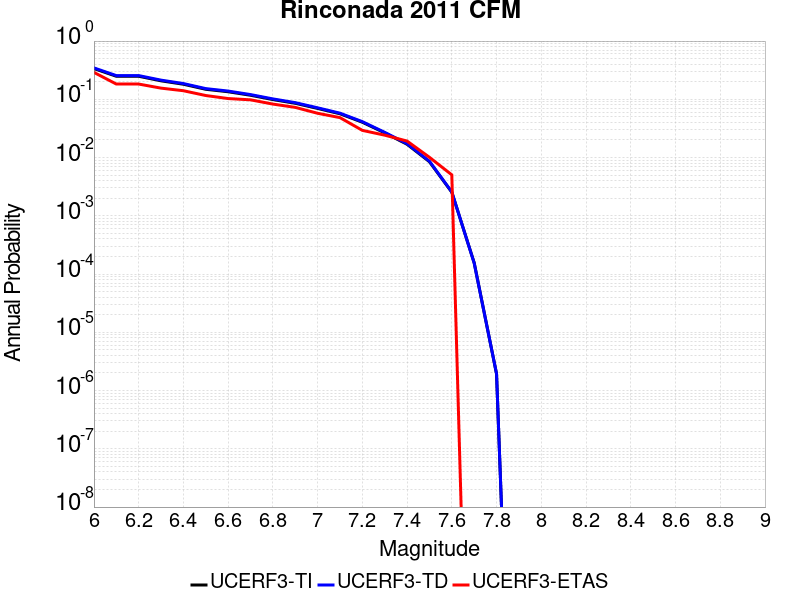 Rinconada 2011 CFM
10^0
10^-1
10^-2
10^-3
10^-4
10^-5
10^-6
10^-7
10^-8
Annual Probability
6 6.2 6.4 6.6 6.8 7 7.2 7.4 7.6 7.8 8 8.2 8.4 8.6 8.8 9
Magnitude
UCERF3-TI UCERF3-TD UCERF3-ETAS